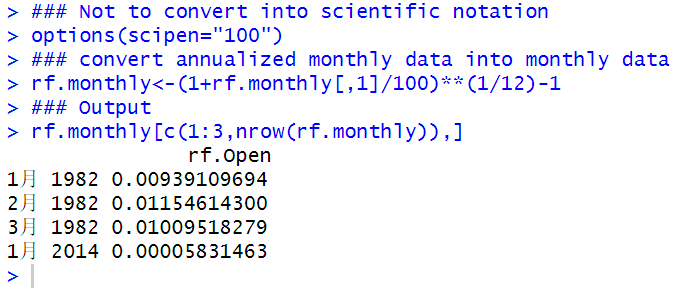 > ### Not to convert into scientific notation
> options(scipen="100")
> ### convert annualized monthly data into monthly data
> rf.monthly<-(1+rf.monthly[,1]/100)**(1/12)-1
> ### Output
> rf.monthly[c(1:3,nrow(rf.monthly)),]
rf.Open
1月 1982 0.00939109694
2月 1982 0.01154614300
3月 1982 0.01009518279
1月 2014 0.00005831463
>